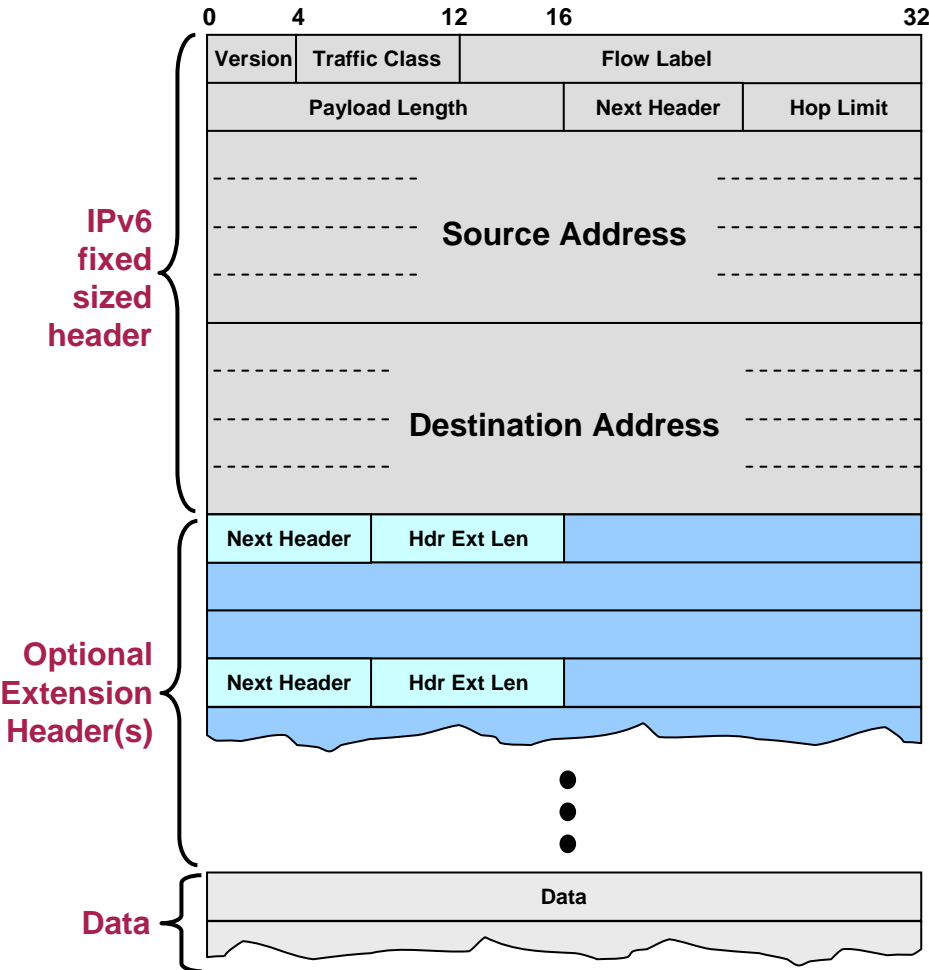 0 4 12 16 32
Version Traffic Class Flow Label
Payload Length Next Header Hop Limit
IPv6
fixed
sized
header
Source Address
Destination Address
Next Header Hdr Ext Len
Optional
Extension
Header(s)
Next Header Hdr Ext Len
Data
Data